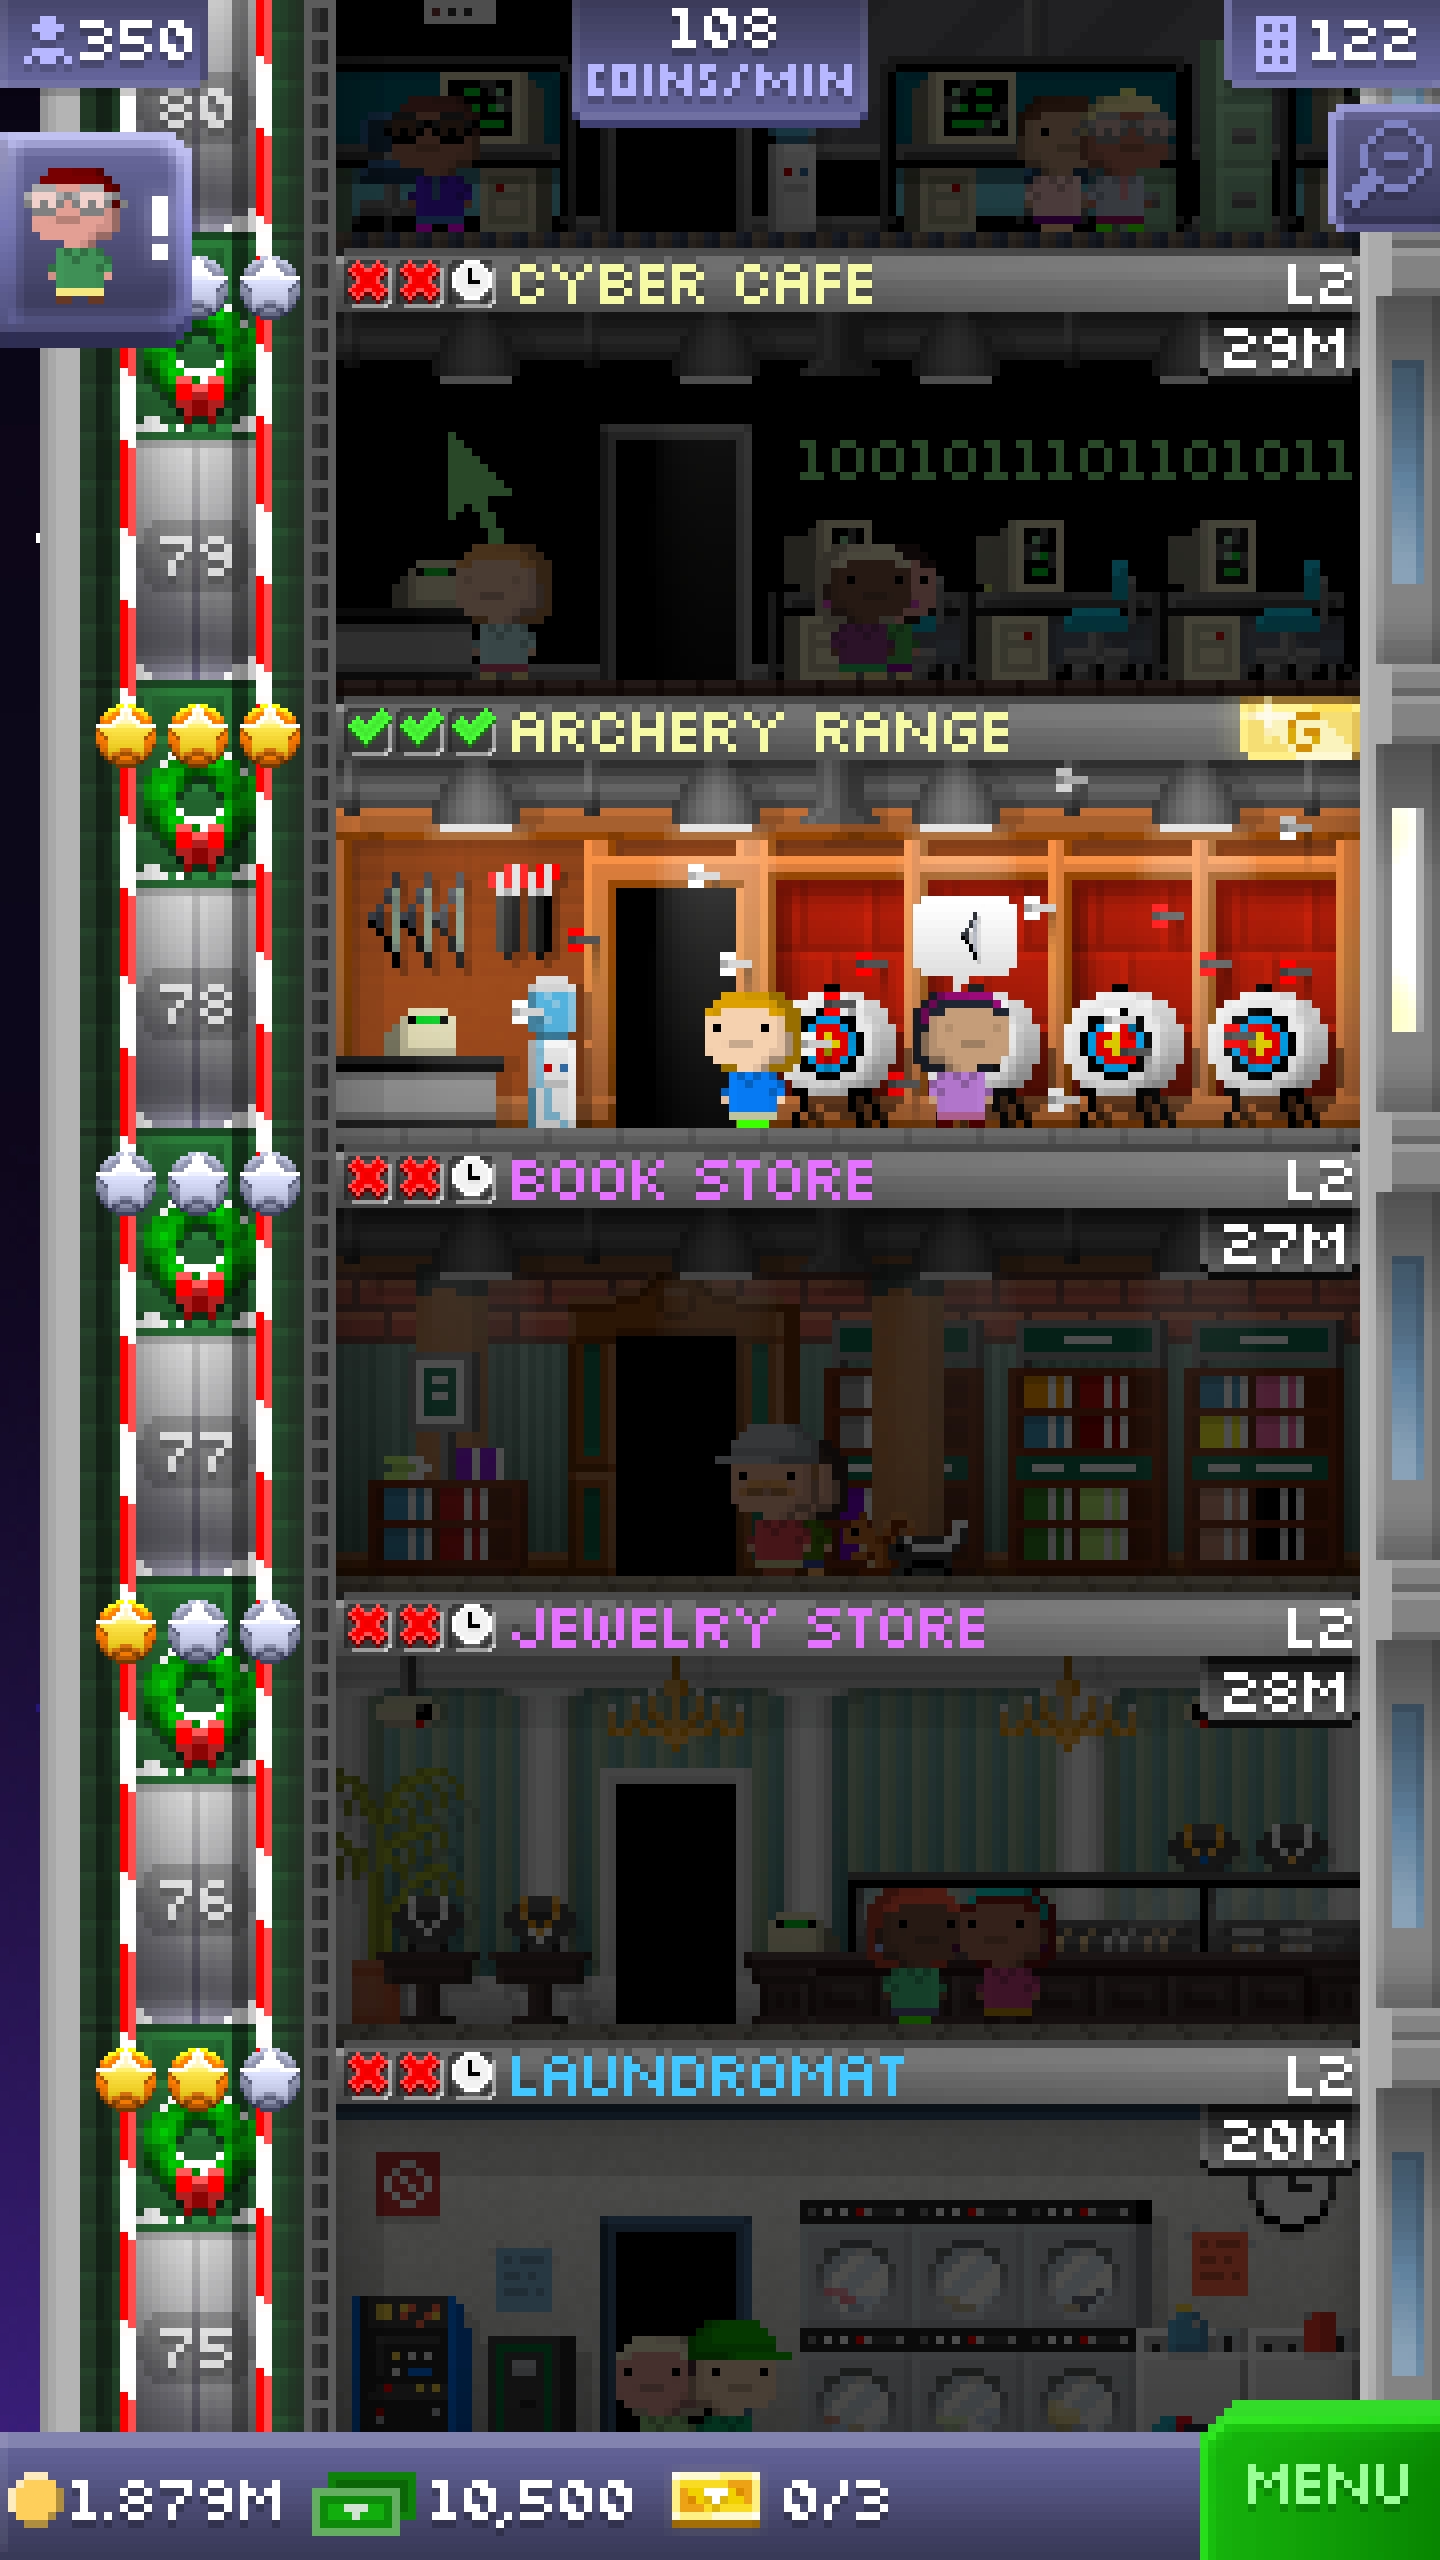 350
108
COINS/MIN
122
80
!
CYBER CAFE
L2
29M
1001011101101011
79
ARCHERY RANGE
G
78
BOOK STORE
L2
27M
77
JEWELRY STORE
L2
28M
76
LAUNDROMAT
L2
20M
75
1.879M
10,500
0/3
MENU